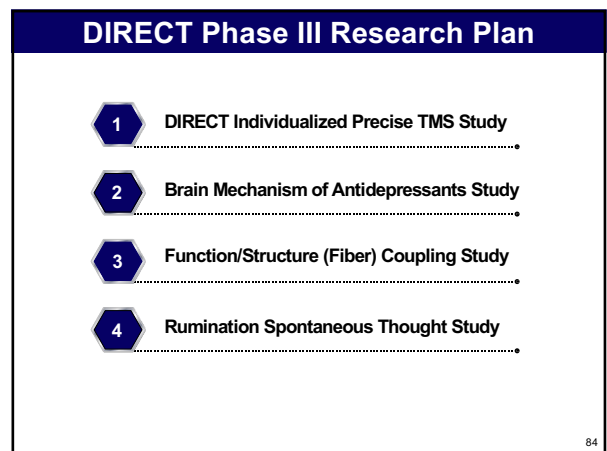 DIRECT Phase III Research Plan
1 DIRECT Individualized Precise TMS Study
2 Brain Mechanism of Antidepressants Study
3 Function/Structure (Fiber) Coupling Study
4 Rumination Spontaneous Thought Study
84